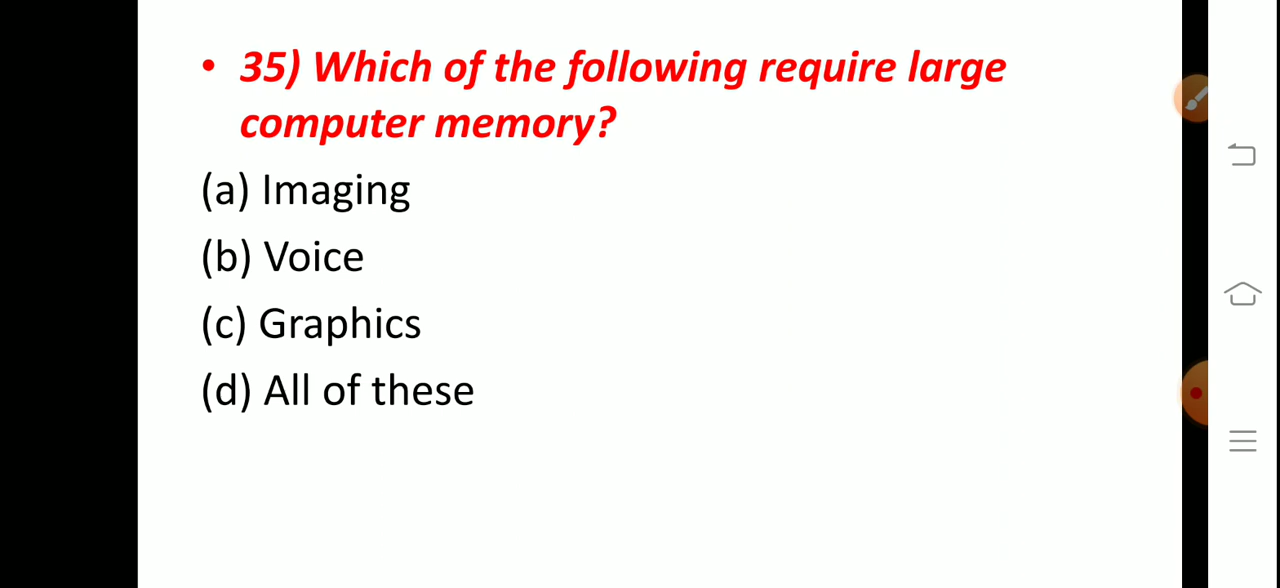 • 35) Which of the following require large
computer memory?
(a) Imaging
(b) Voice
(c) Graphics
(d) All of these